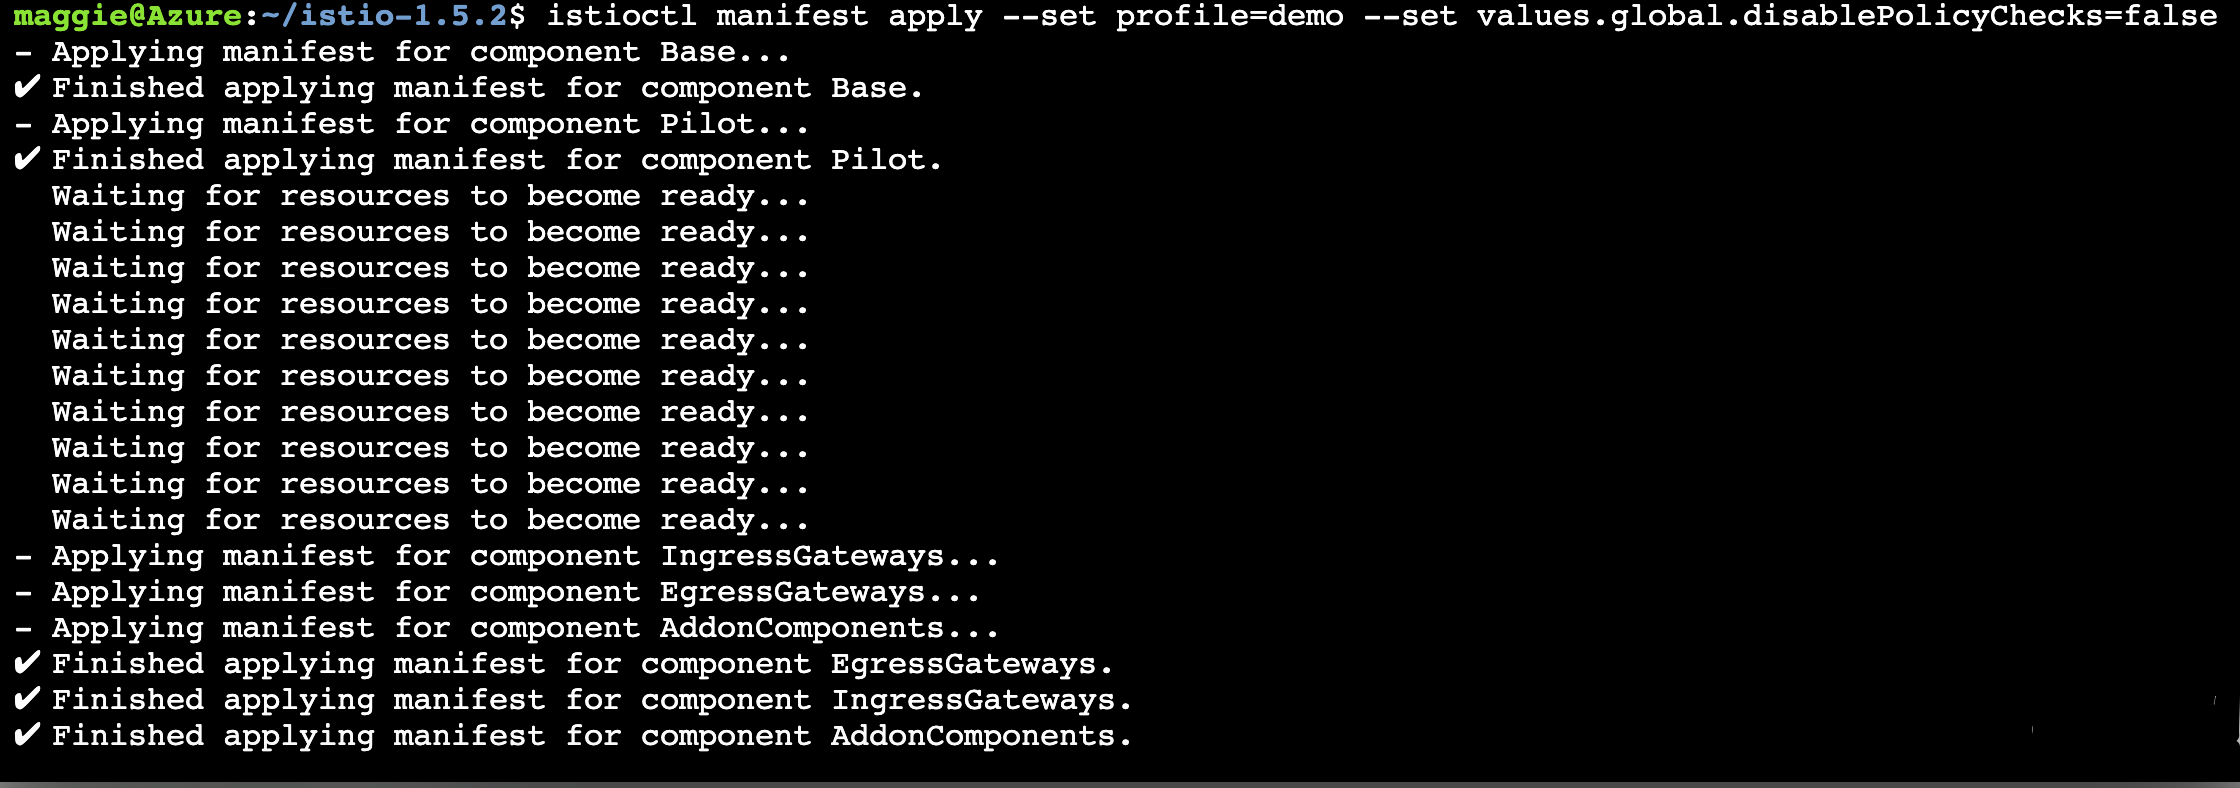 maggie@Azure:~/istio-1.5.2$ istioctl manifest apply --set profile=demo --set values.global.disablePolicyChecks=false
- Applying manifest for component Base...
✔ Finished applying manifest for component Base.
- Applying manifest for component Pilot...
✔ Finished applying manifest for component Pilot.
Waiting for resources to become ready...
Waiting for resources to become ready...
Waiting for resources to become ready...
Waiting for resources to become ready...
Waiting for resources to become ready...
Waiting for resources to become ready...
Waiting for resources to become ready...
Waiting for resources to become ready...
Waiting for resources to become ready...
Waiting for resources to become ready...
- Applying manifest for component IngressGateways...
- Applying manifest for component EgressGateways...
- Applying manifest for component AddonComponents...
✔ Finished applying manifest for component EgressGateways.
✔ Finished applying manifest for component IngressGateways.
✔ Finished applying manifest for component AddonComponents.